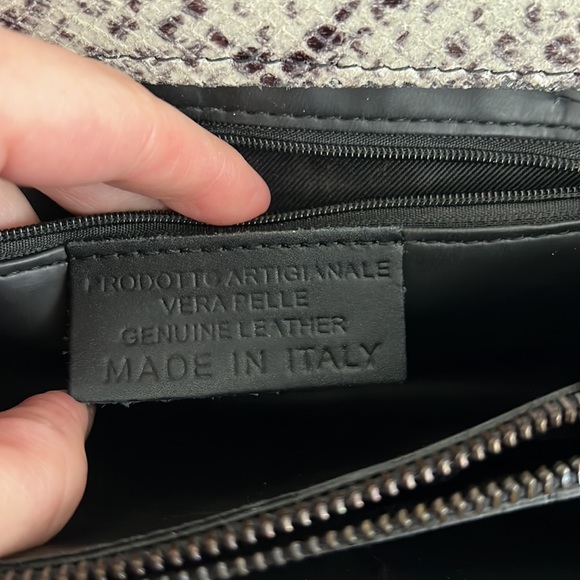 PRODOTTO ARTIGIANALE
VERA PELLE
GENUINE LEATHER
MADE IN ITALY